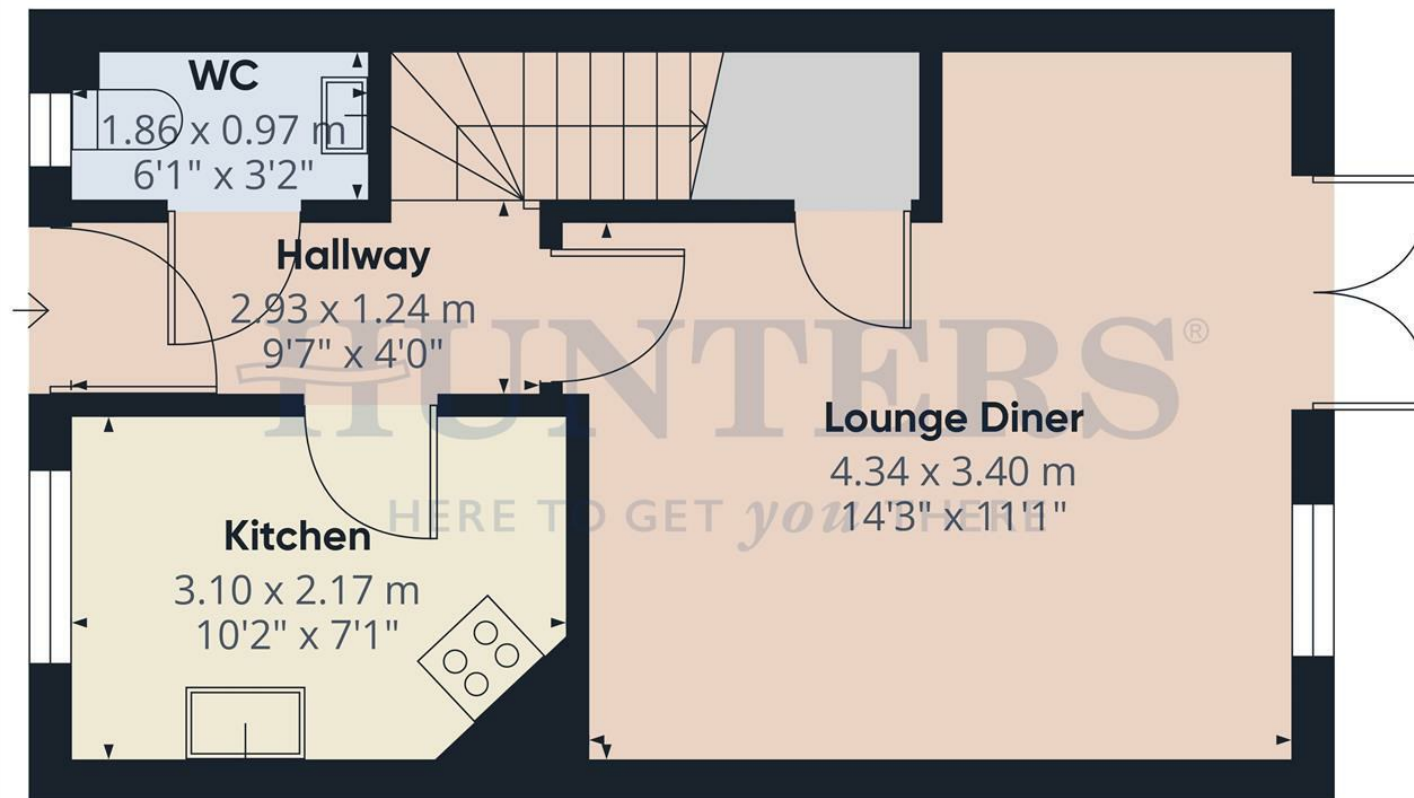 WC
1.86 x 0.97 m
6'1" x 3'2"
Hallway
2.93 x 1.24 m
9'7" x 4'0"
HUNTERS®
HERE TO GET you THERE
Lounge Diner
4.34 x 3.40 m
14'3" x 11'1"
Kitchen
3.10 x 2.17 m
10'2" x 7'1"